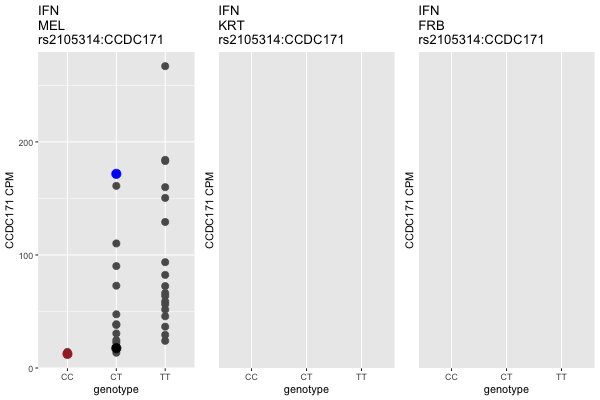 IFN
MEL
rs2105314:CCDC171
CCDC171 CPM
200
100
0
CC CT TT
genotype
IFN
KRT
rs2105314:CCDC171
CCDC171 CPM
CC CT TT
genotype
IFN
FRB
rs2105314:CCDC171
CCDC171 CPM
CC CT TT
genotype